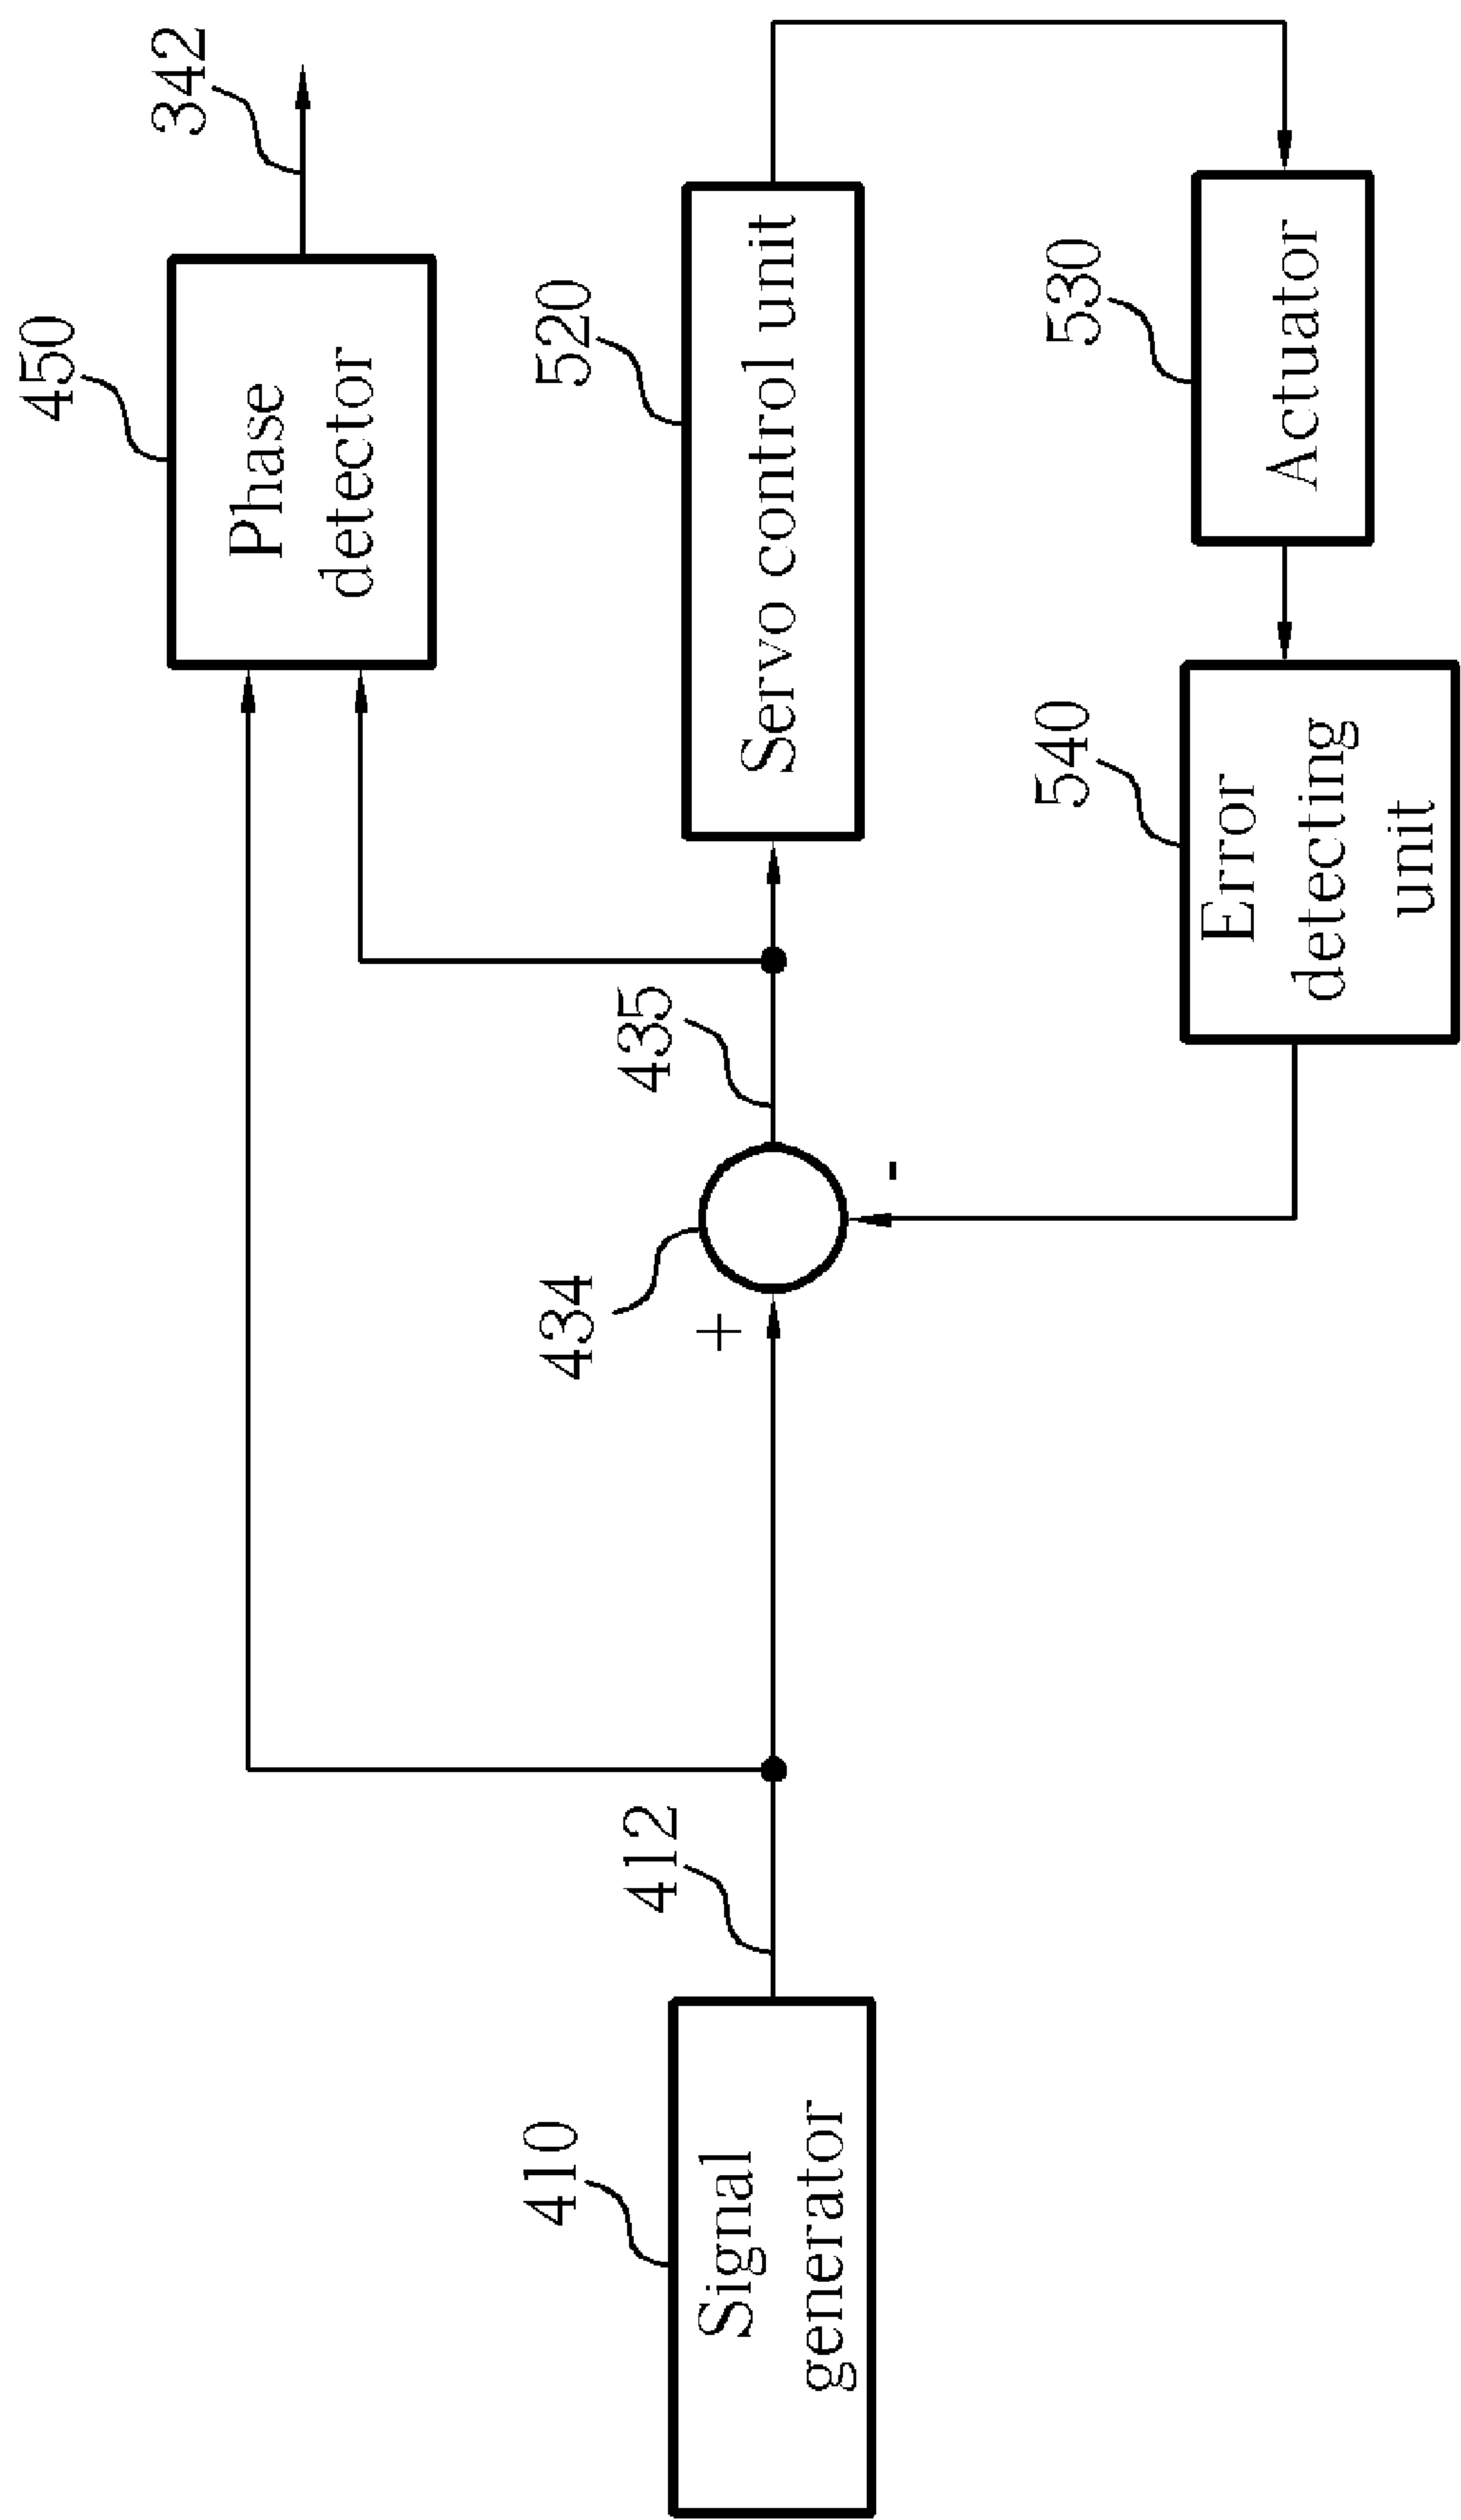 450
342
Phase
detector
520
Servo control unit
410
412
434
435
Signal
generator
+
-
530
Actuator
540
Error
detecting
unit